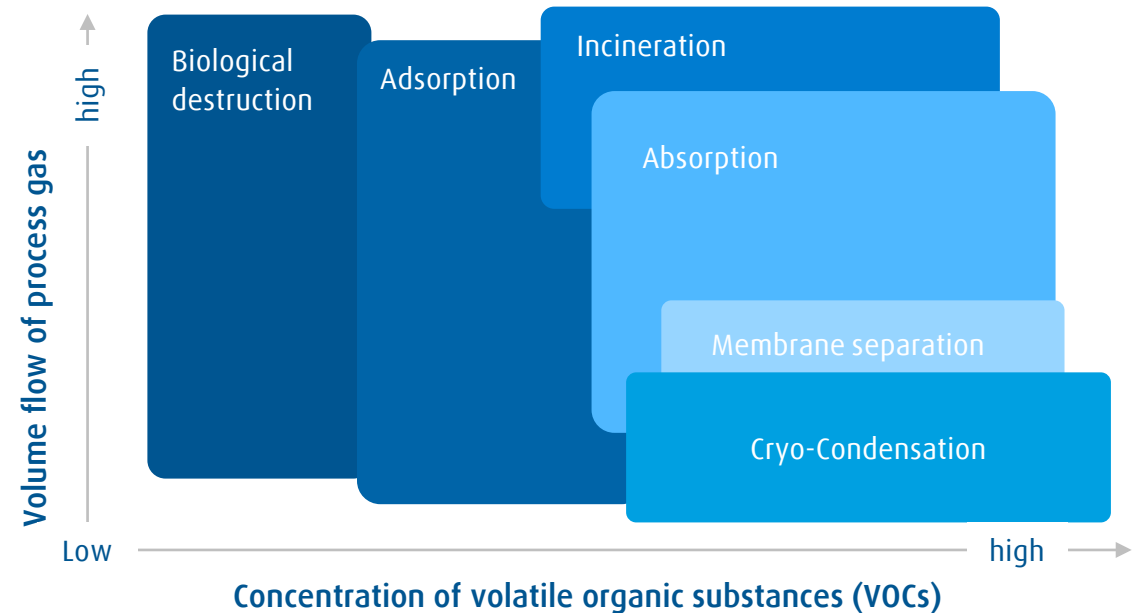 high
Volume flow of process gas
Biological
destruction
Adsorption
Incineration
Absorption
Membrane separation
Cryo-Condensation
Low
high
Concentration of volatile organic substances (VOCs)